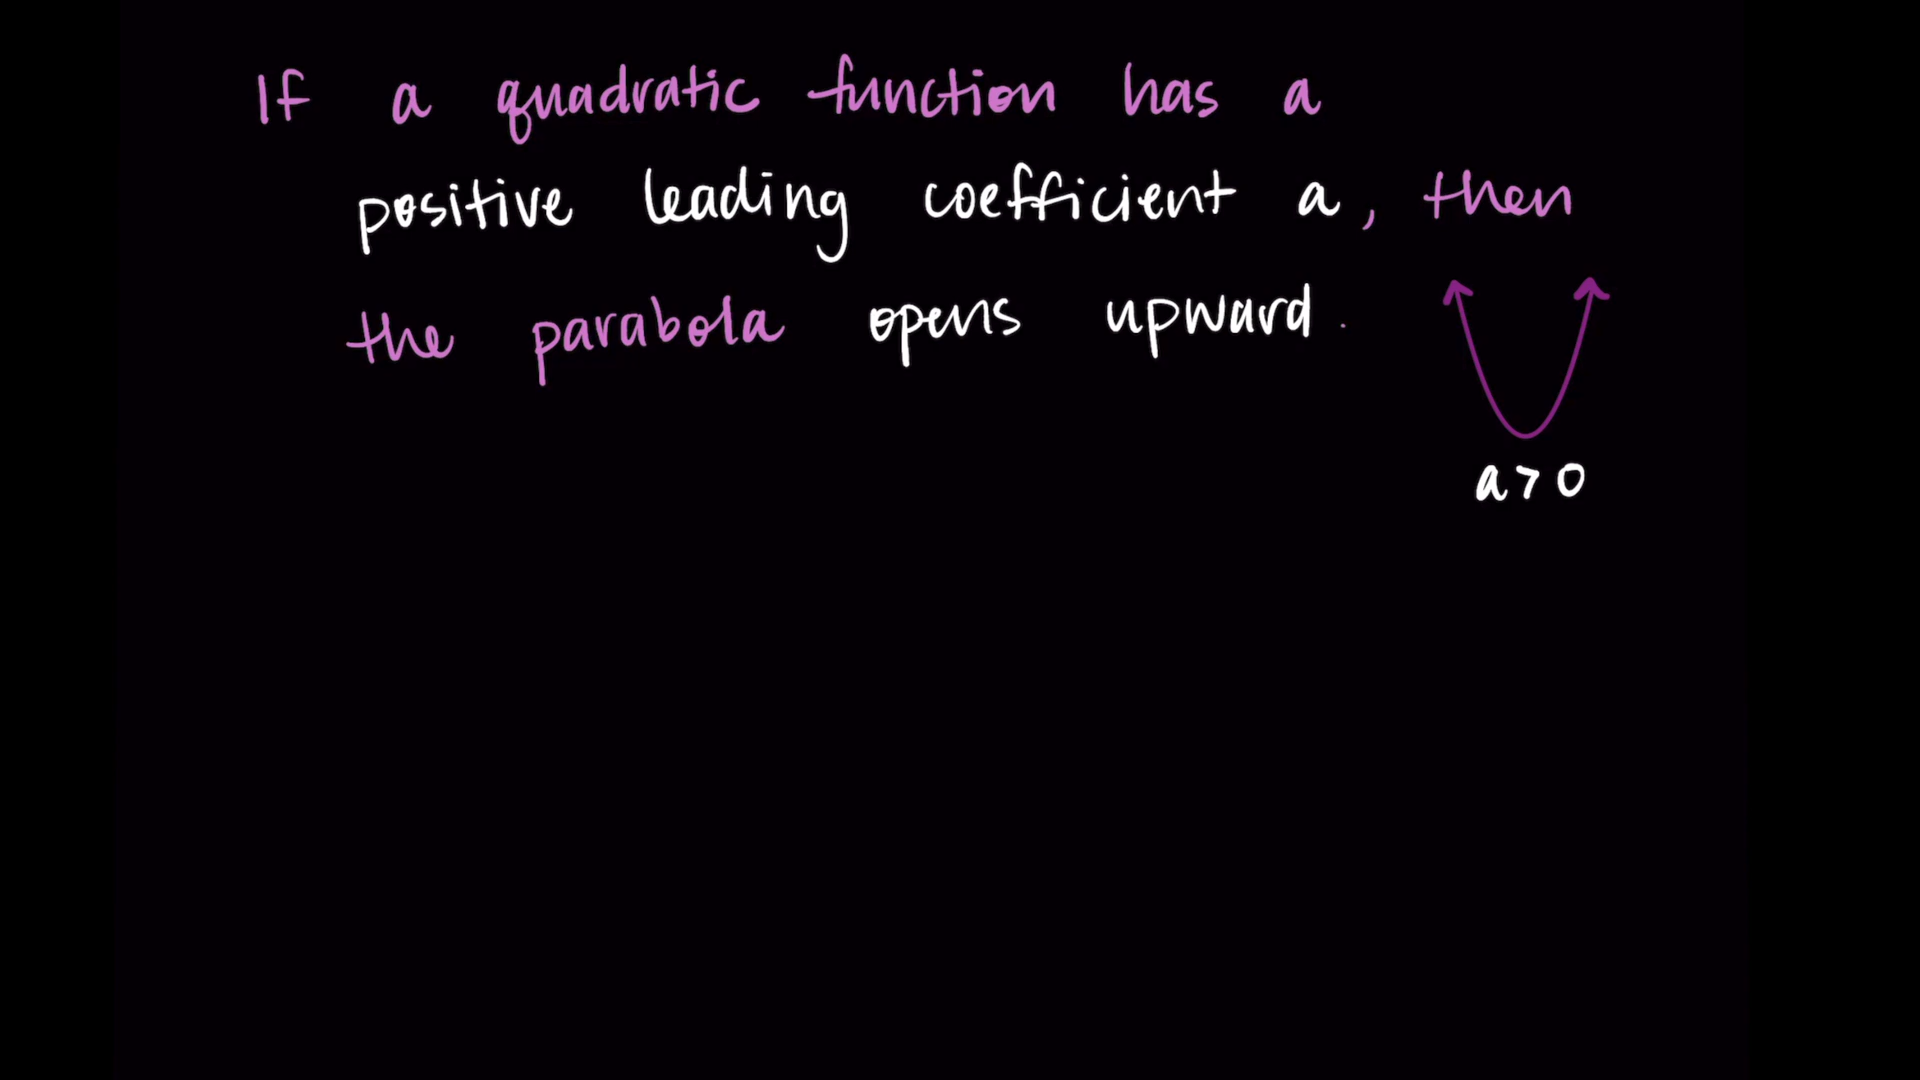 If a quadratic function has a
positive leading coefficient a, then
the parabola opens upward.
a > 0